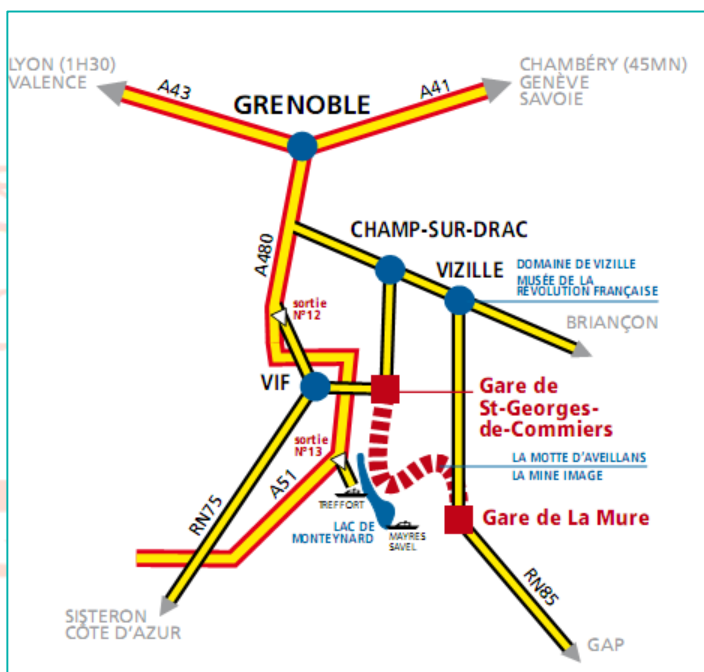 LYON (1H30)
VALENCE
A43
GRENOBLE
A41
CHAMBÉRY (45MN)
GENÈVE
SAVOIE
A480
CHAMP-SUR-DRAC
VIZILLE
DOMAINE DE VIZILLE
MUSÉE DE LA
RÉVOLUTION FRANÇAISE
BRIANÇON
sortie
N°12
VIF
Gare de
St-Georges-
de-Commiers
sortie
N°13
LA MOTTE D'AVEILLANS
LA MINE IMAGE
A51
RN75
TREFFORT
LAC DE
MONTEYNARD
MAYRES
SAVEL
Gare de La Mure
RN85
SISTERON
CÔTE D'AZUR
GAP